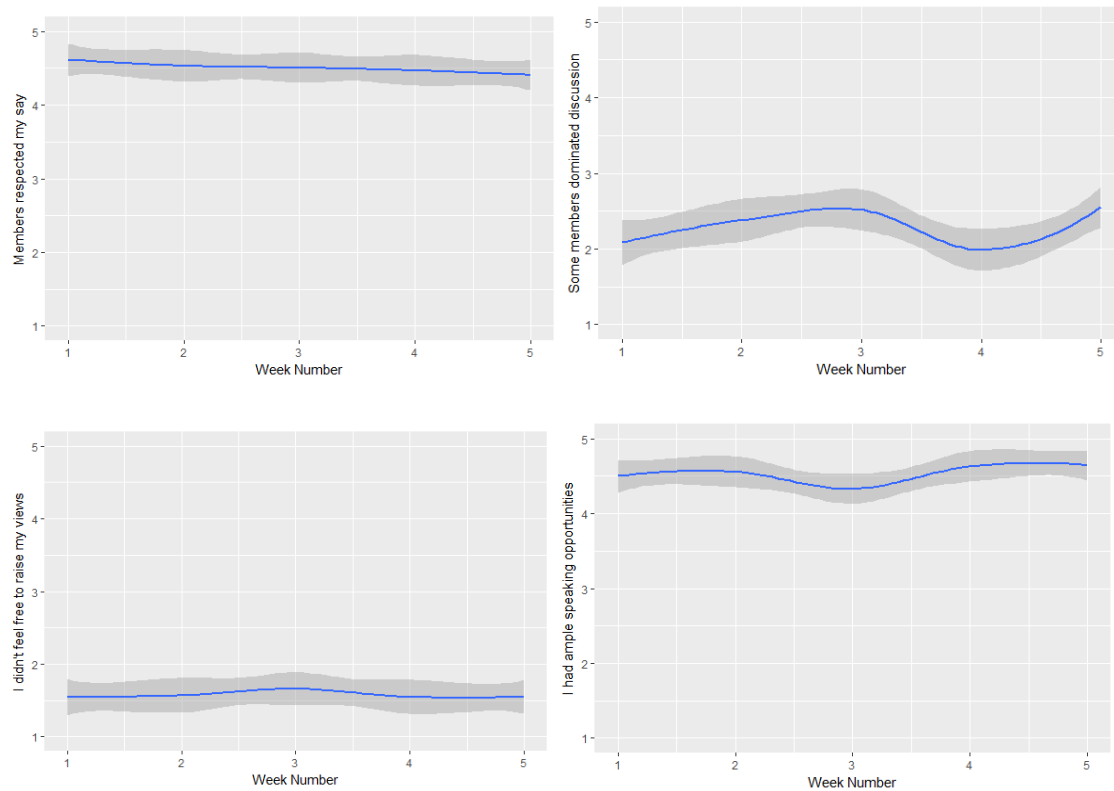 Members respected my say
5
4
3
2
1
1 2 3 4 5
Week Number
Some members dominated discussion
5
4
3
2
1
1 2 3 4 5
Week Number
I didn't feel free to raise my views
5
4
3
2
1
1 2 3 4 5
Week Number
I had ample speaking opportunities
5
4
3
2
1
1 2 3 4 5
Week Number